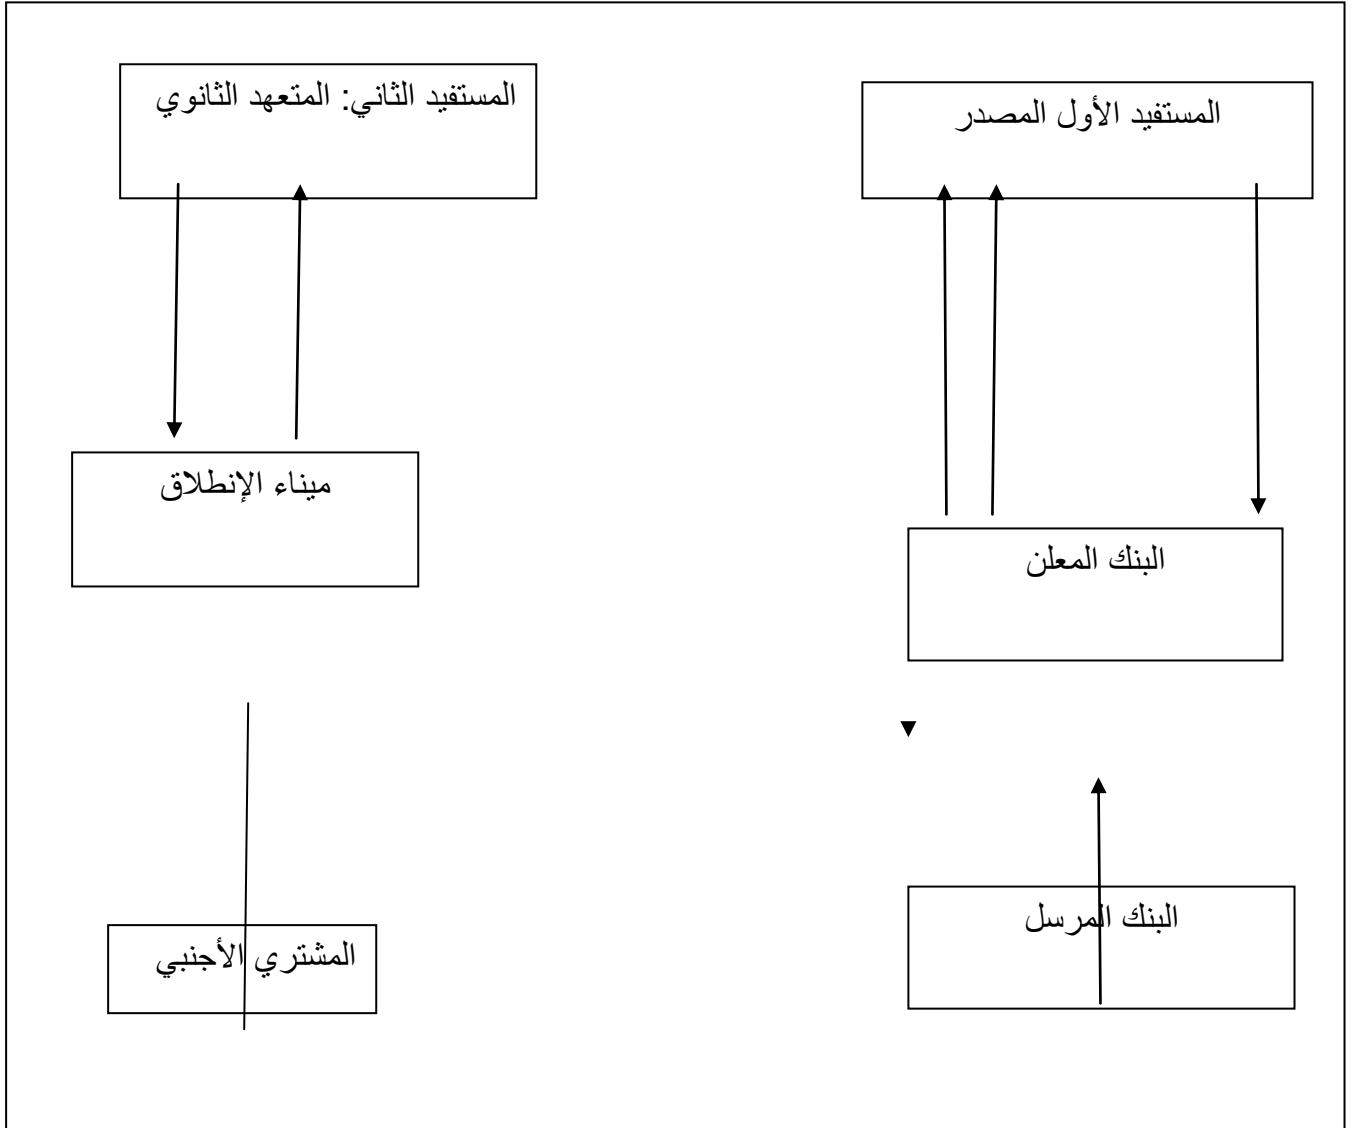 المستفيد الأول المصدر
المستفيد الثاني: المتعهد الثانوي
البنك المعلن
ميناء الإنطلاق
البنك المرسل
المشتري الأجنبي